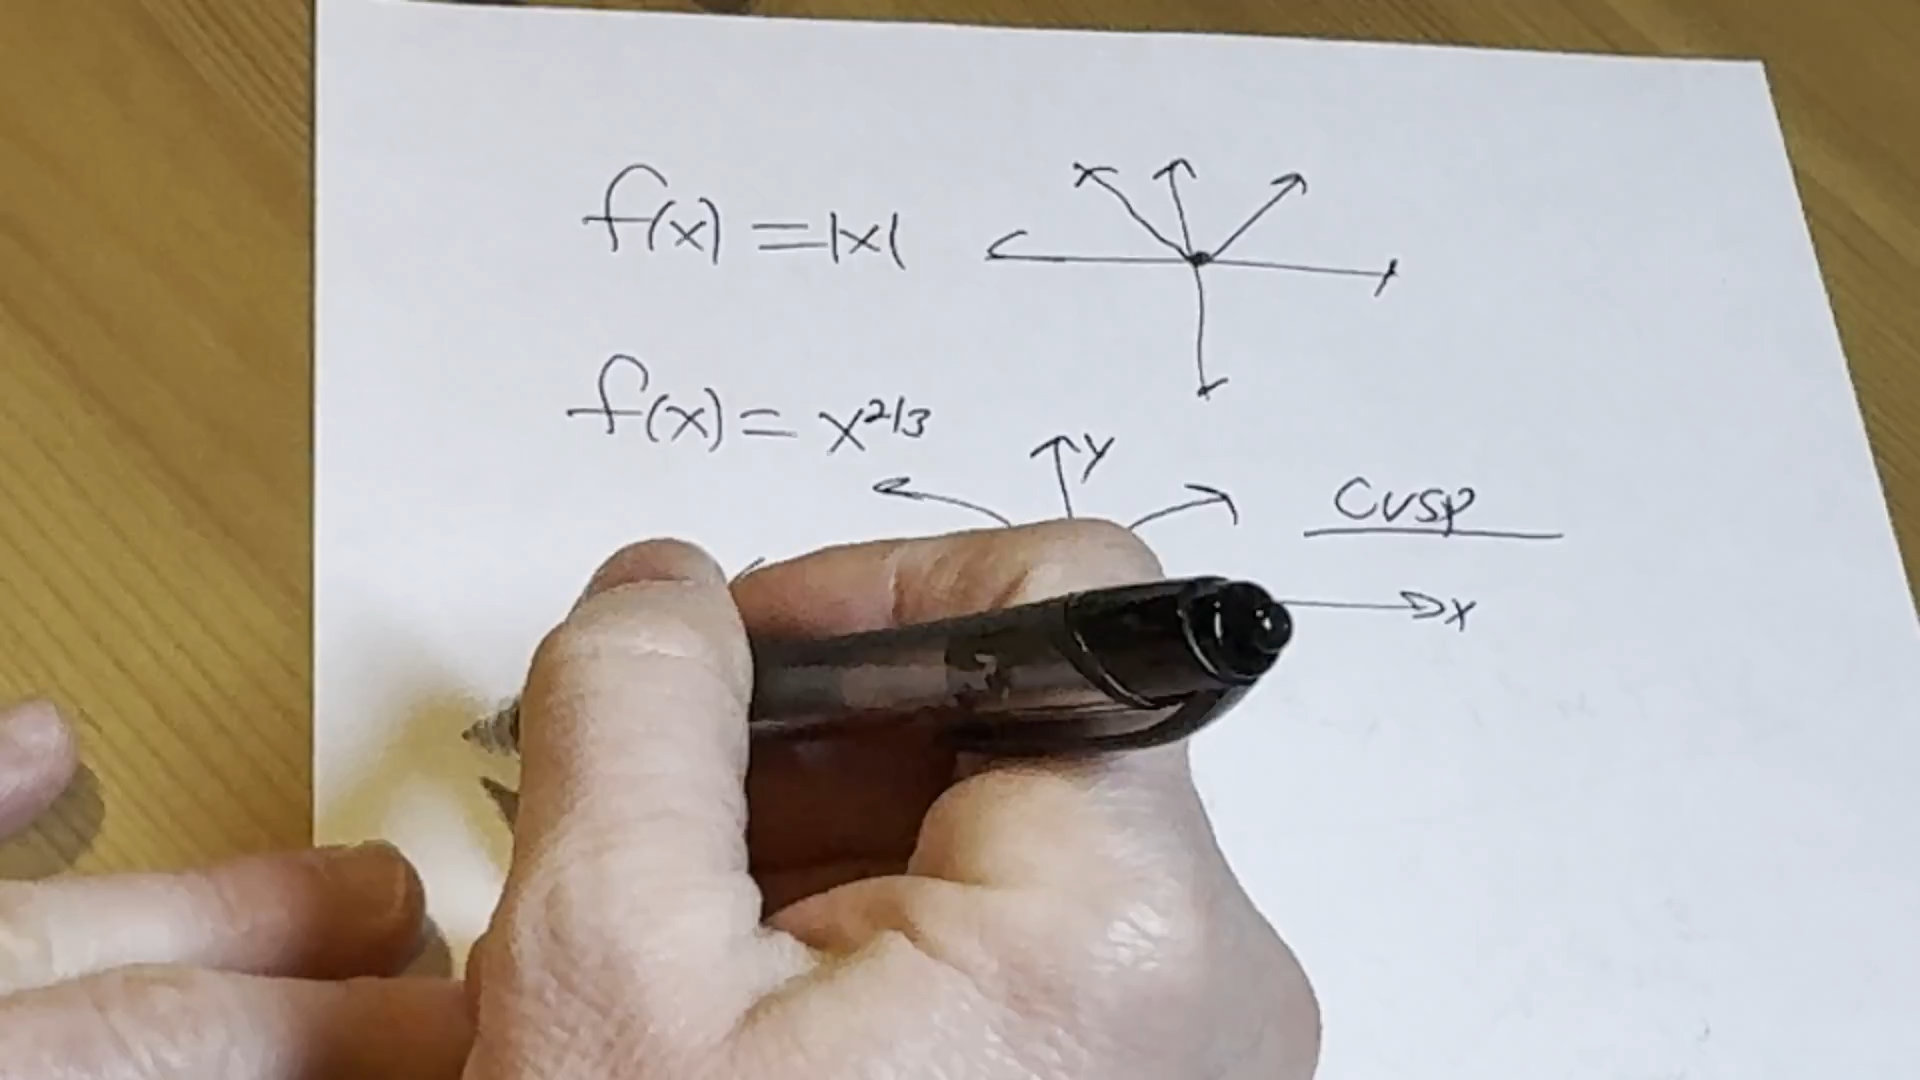 f(x) = |x|
f(x) = x^2/3
y
Cusp
x